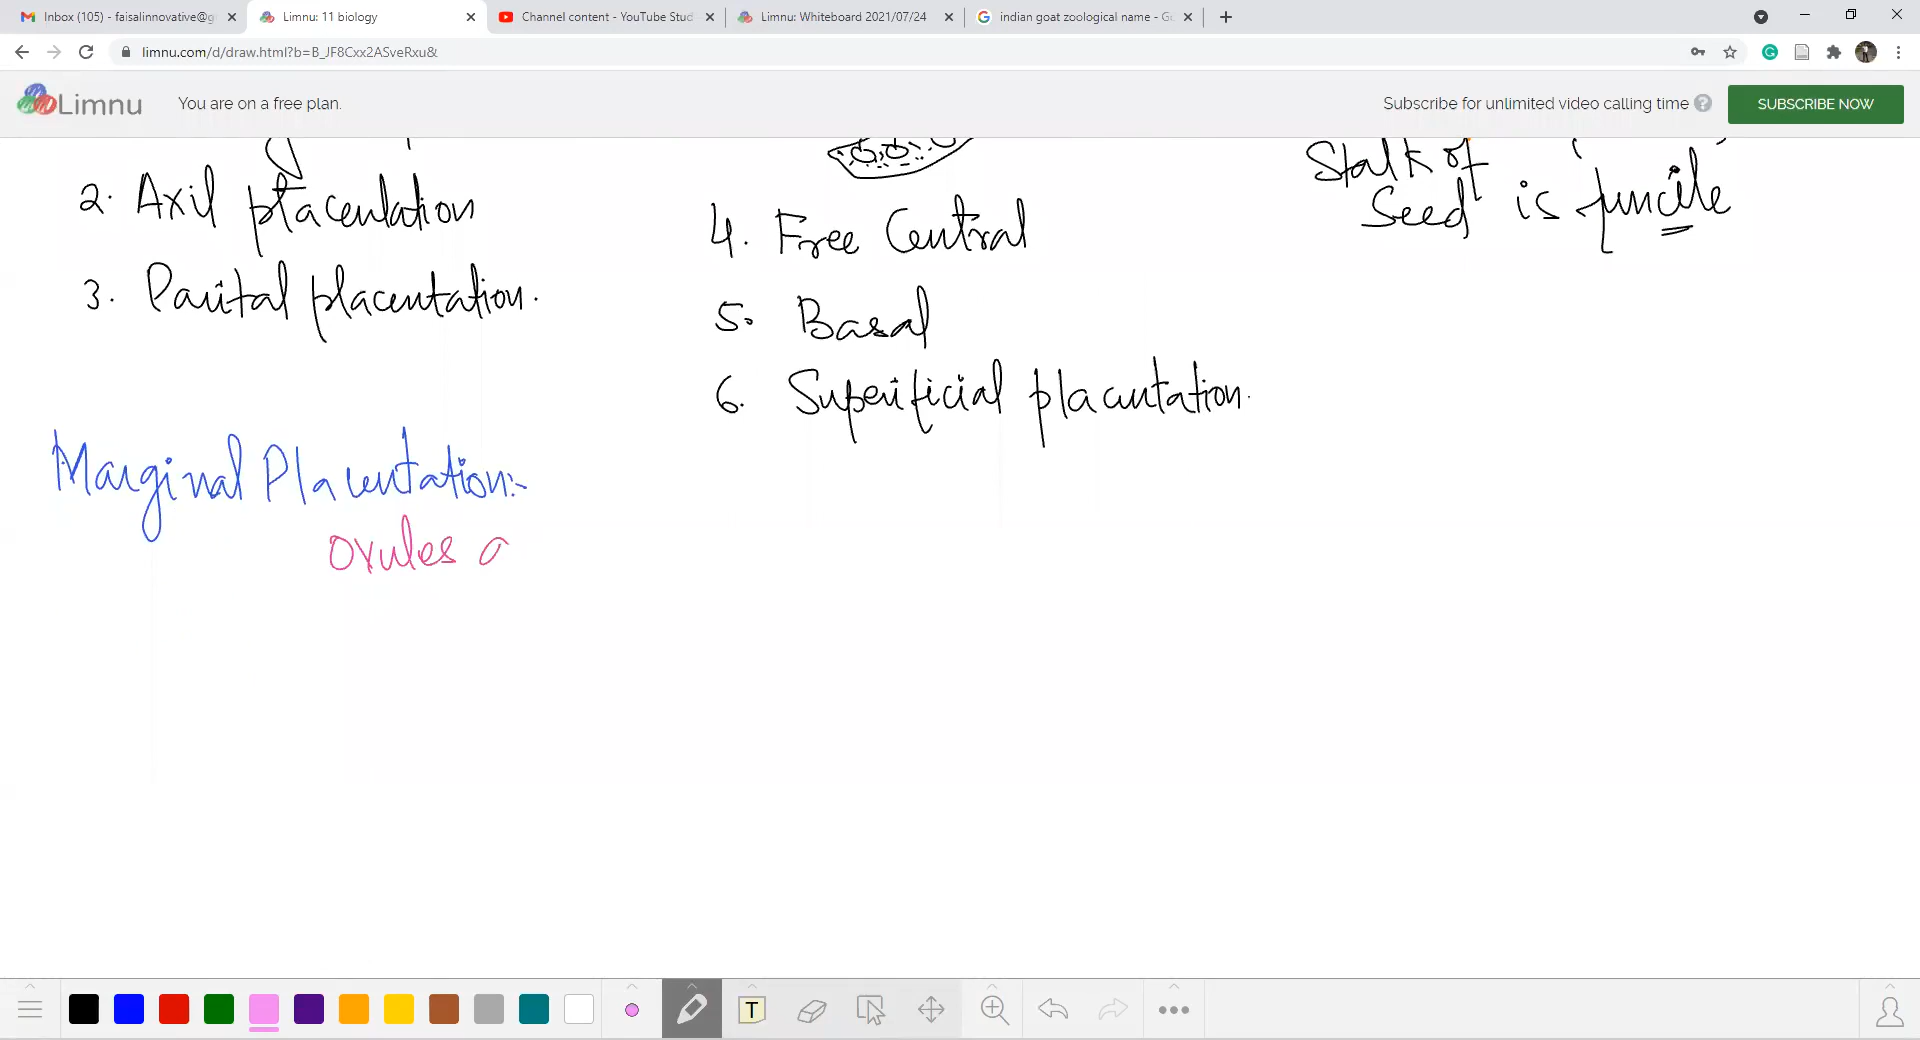 Inbox (105) - faisalinnovative@g
Limnu: 11 biology
Channel content - YouTube Stud
Limnu: Whiteboard 2021/07/24
indian goat zoological name - G
limnu.com/d/draw.html?b=B_JF8Cxx2ASveRxu&
Limnu
You are on a free plan.
Subscribe for unlimited video calling time ?
SUBSCRIBE NOW
2. Axil placentation
3. Parital placentation.
4. Free Central
5. Basal
6. Superificial placentation.
Stalk of
Seed is funcile
Marginal Placentation:-
ovules a
T